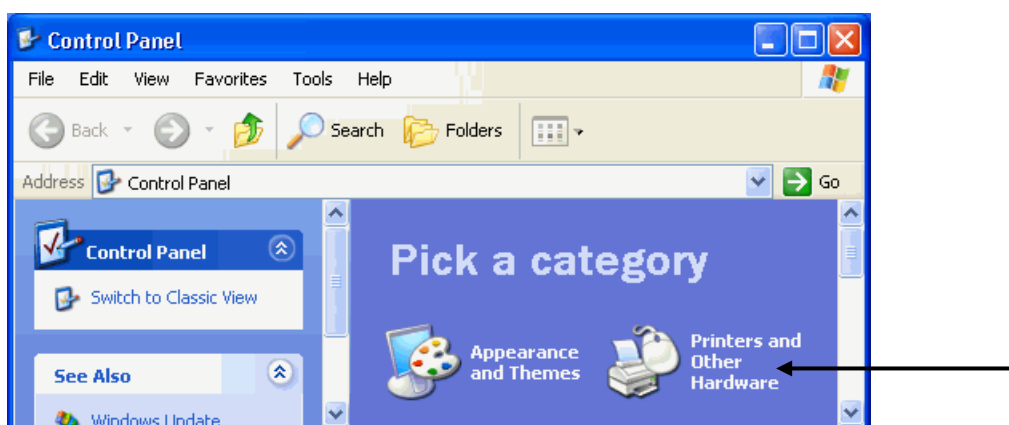 Control Panel
File Edit View Favorites Tools Help
Back Search Folders
Address Control Panel Go
Control Panel
Switch to Classic View
See Also
Windows Update
Pick a category
Appearance
and Themes
Printers and
Other
Hardware